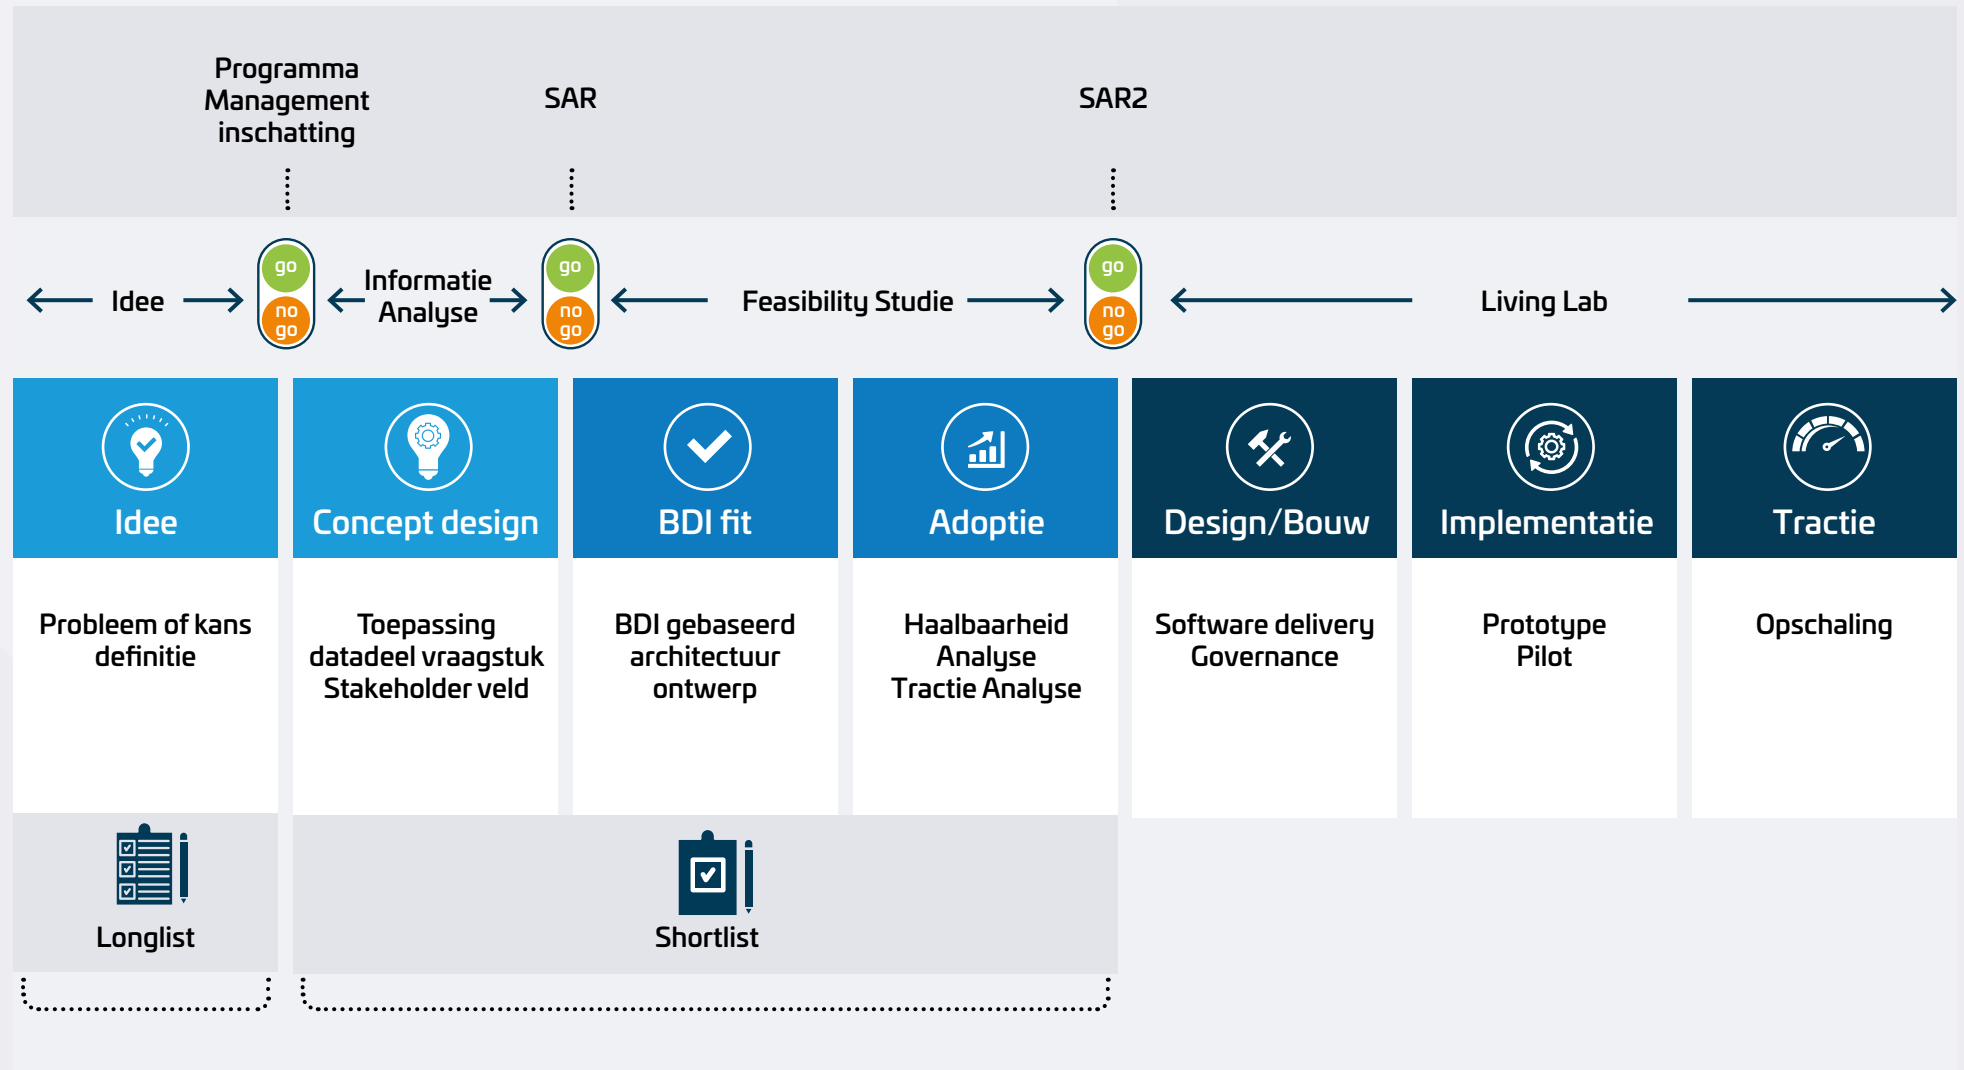 Programma
Management
inschatting
SAR
SAR2
go
no
go
go
no
go
go
no
go
Idee
Informatie
Analyse
Feasibility Studie
Living Lab
Idee
Concept design
BDI fit
Adoptie
Design/Bouw
Implementatie
Tractie
Probleem of kans
definitie
Toepassing
datadeel vraagstuk
Stakeholder veld
BDI gebaseerd
architectuur
ontwerp
Haalbaarheid
Analyse
Tractie Analyse
Software delivery
Governance
Prototype
Pilot
Opschaling
Longlist
Shortlist